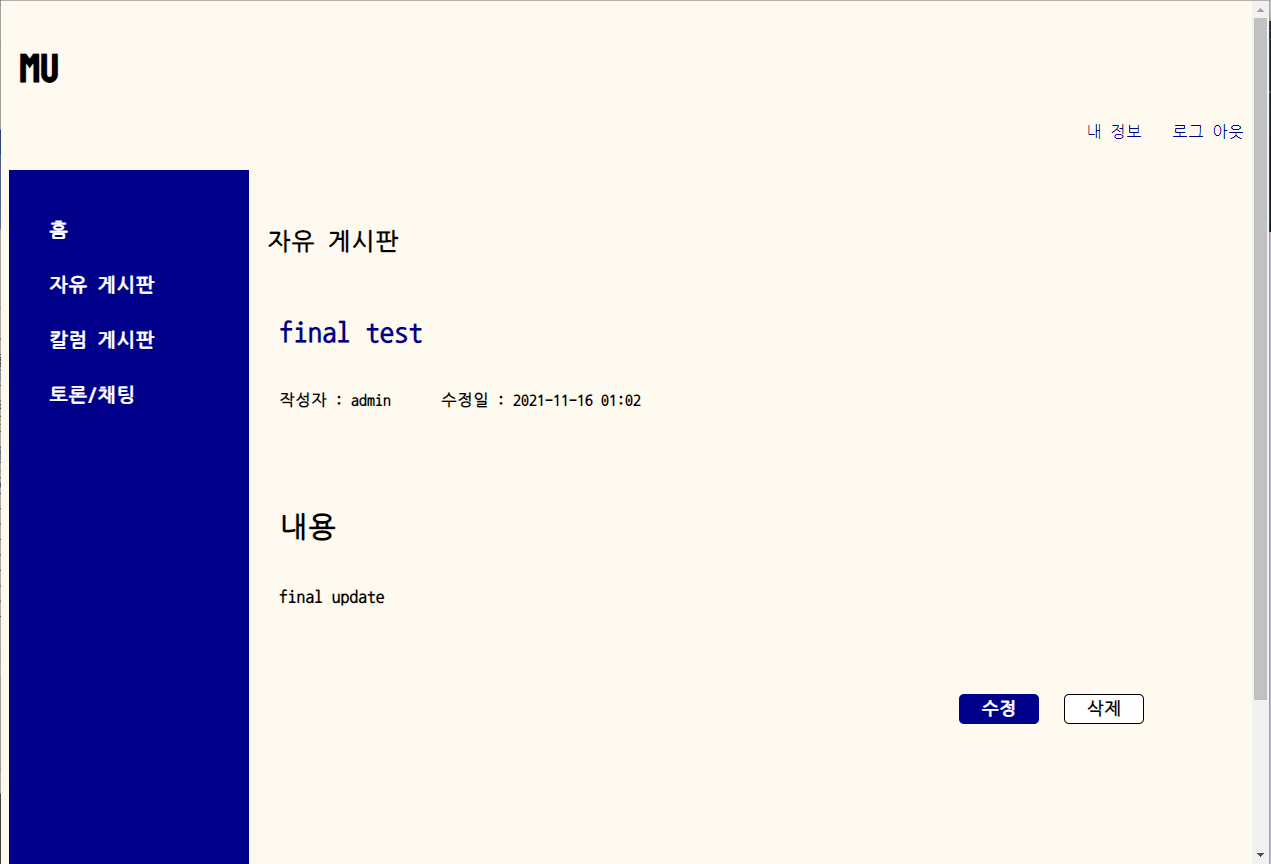 MU
내 정보 로그 아웃
홈
자유 게시판
칼럼 게시판
토론/채팅
자유 게시판
final test
작성자 : admin 수정일 : 2021-11-16 01:02
내용
final update
수정 삭제